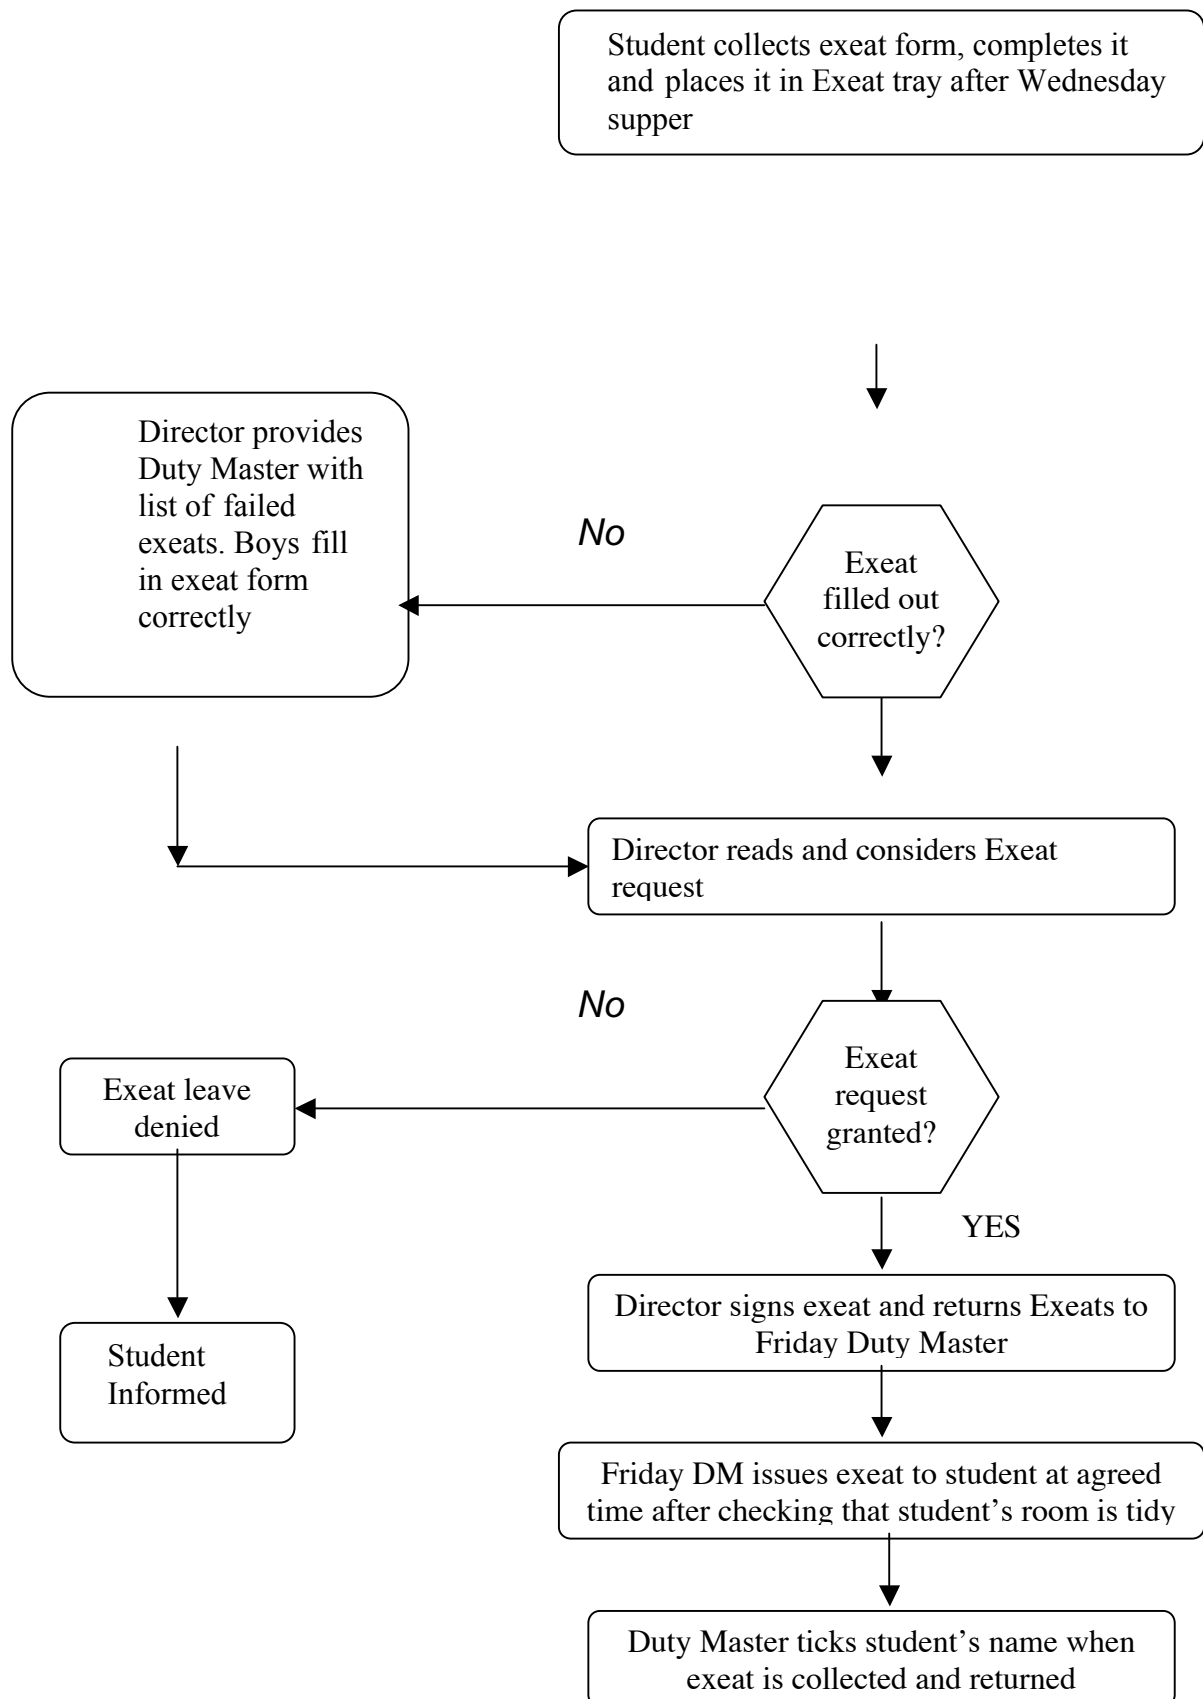 Student collects exeat form, completes it
and places it in Exeat tray after Wednesday
supper
Director provides
Duty Master with
list of failed
exeats. Boys fill
in exeat form
correctly
No
Exeat
filled out
correctly?
Director reads and considers Exeat
request
No
Exeat
request
granted?
Exeat leave
denied
YES
Student
Informed
Director signs exeat and returns Exeats to
Friday Duty Master
Friday DM issues exeat to student at agreed
time after checking that student’s room is tidy
Duty Master ticks student’s name when
exeat is collected and returned